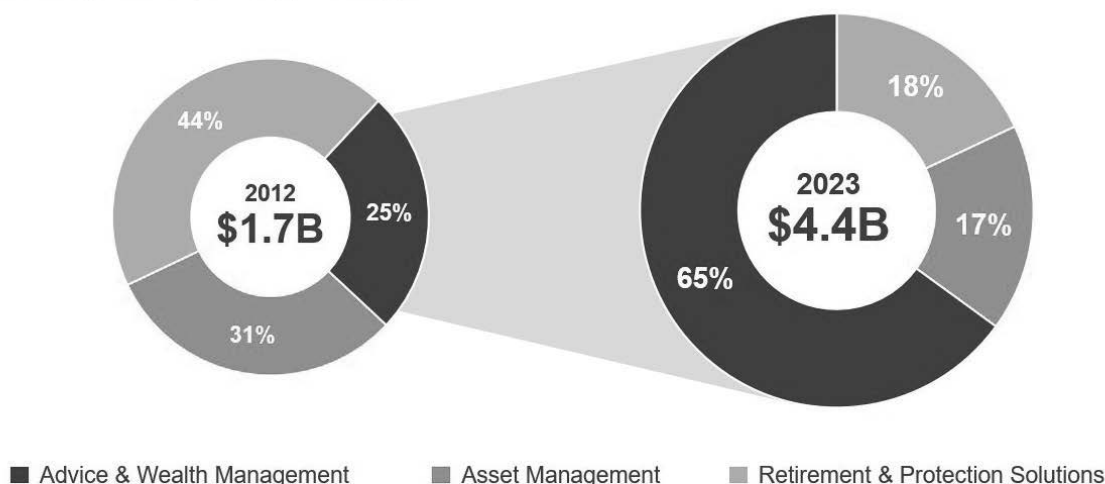 44%
2012
$1.7B
25%
31%
18%
2023
$4.4B
17%
65%
Advice & Wealth Management
Asset Management
Retirement & Protection Solutions